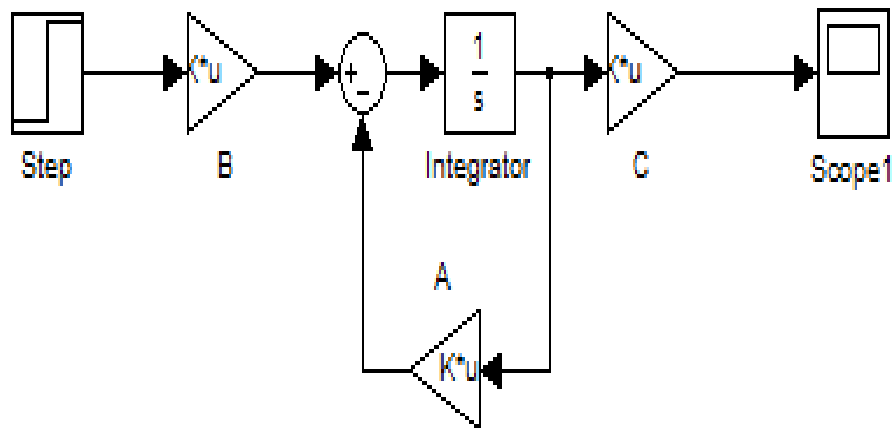 K*u
+
−
1
s
K*u
Step
B
Integrator
C
Scope1
A
K*u